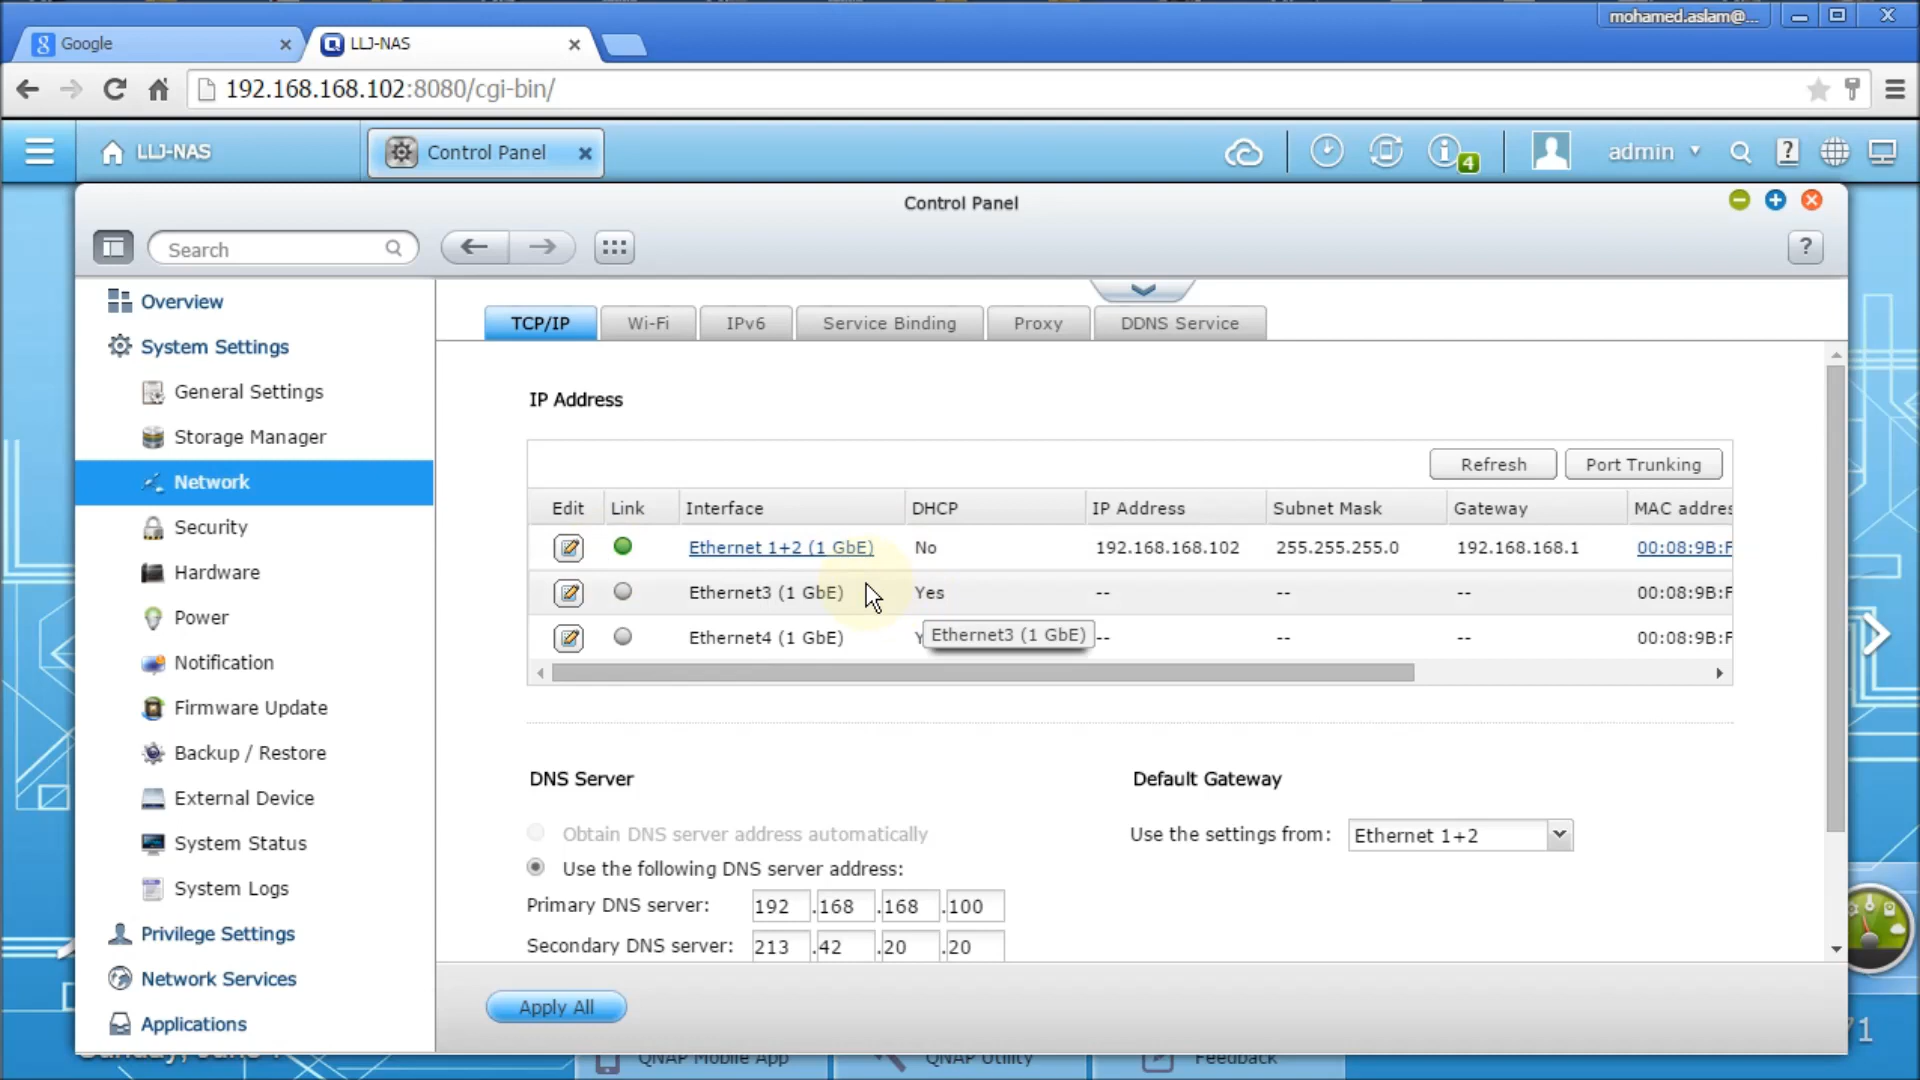 mohamed.aslam@...
Google
LLJ-NAS
192.168.168.102:8080/cgi-bin/
LLJ-NAS
Control Panel
4
admin
Control Panel
Search
?
Overview
System Settings
General Settings
Storage Manager
Network
Security
Hardware
Power
Notification
Firmware Update
Backup / Restore
External Device
System Status
System Logs
Privilege Settings
Network Services
Applications
TCP/IP Wi-Fi IPv6 Service Binding Proxy DDNS Service
IP Address
Refresh Port Trunking
Edit Link Interface DHCP IP Address Subnet Mask Gateway MAC addres
Ethernet 1+2 (1 GbE) No 192.168.168.102 255.255.255.0 192.168.168.1 00:08:9B:F
Ethernet3 (1 GbE) Yes -- -- -- 00:08:9B:F
Ethernet4 (1 GbE) Y -- -- -- 00:08:9B:F
Ethernet3 (1 GbE)
DNS Server
Obtain DNS server address automatically
Use the following DNS server address:
Primary DNS server: 192 .168 .168 .100
Secondary DNS server: 213 .42 .20 .20
Default Gateway
Use the settings from: Ethernet 1+2
Apply All
QNAP Mobile App QNAP Utility Feedback